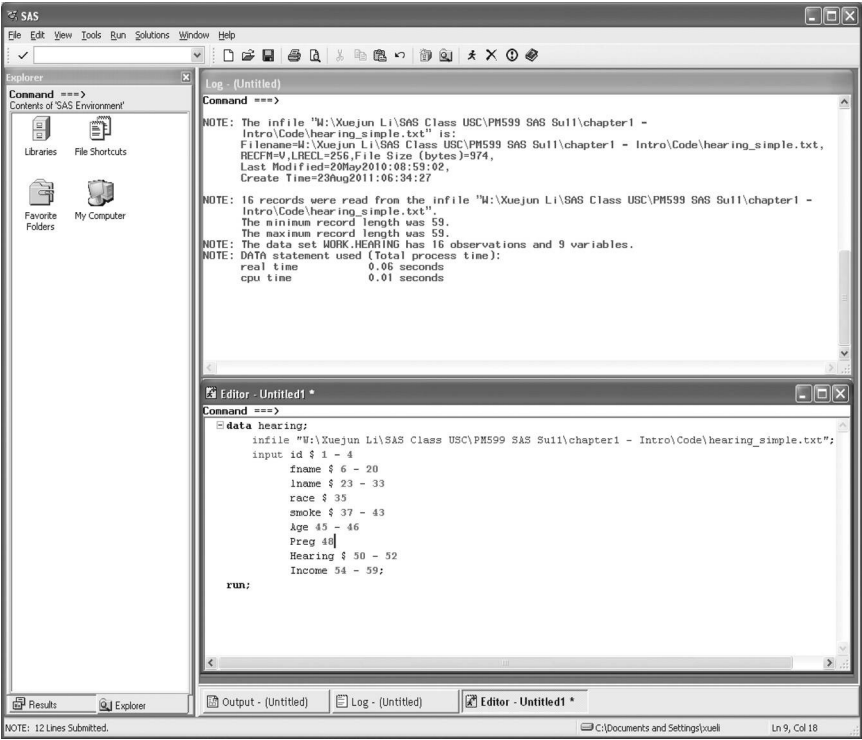 SAS
File Edit View Tools Run Solutions Window Help
Explorer
Command ===>
Contents of 'SAS Environment'
Libraries
File Shortcuts
Favorite Folders
My Computer
Log - (Untitled)
Command ===>
NOTE: The infile "W:\Xuejun Li\SAS Class USC\PM599 SAS Su11\chapter1 -
Intro\Code\hearing_simple.txt" is:
Filename=W:\Xuejun Li\SAS Class USC\PM599 SAS Su11\chapter1 - Intro\Code\hearing_simple.txt,
RECFM=V,LRECL=256,File Size (bytes)=974,
Last Modified=20May2010:08:59:02,
Create Time=23Aug2011:06:34:27
NOTE: 16 records were read from the infile "W:\Xuejun Li\SAS Class USC\PM599 SAS Su11\chapter1 -
Intro\Code\hearing_simple.txt".
The minimum record length was 59.
The maximum record length was 59.
NOTE: The data set WORK.HEARING has 16 observations and 9 variables.
NOTE: DATA statement used (Total process time):
real time 0.06 seconds
cpu time 0.01 seconds
Editor - Untitled1 *
Command ===>
data hearing;
infile "W:\Xuejun Li\SAS Class USC\PM599 SAS Su11\chapter1 - Intro\Code\hearing_simple.txt";
input id $ 1 - 4
fname $ 6 - 20
lname $ 23 - 33
race $ 35
smoke $ 37 - 43
Age 45 - 46
Preg 48
Hearing $ 50 - 52
Income 54 - 59;
run;
Results
Explorer
Output - (Untitled)
Log - (Untitled)
Editor - Untitled1 *
NOTE: 12 Lines Submitted.
C:\Documents and Settings\xueli
Ln 9, Col 18